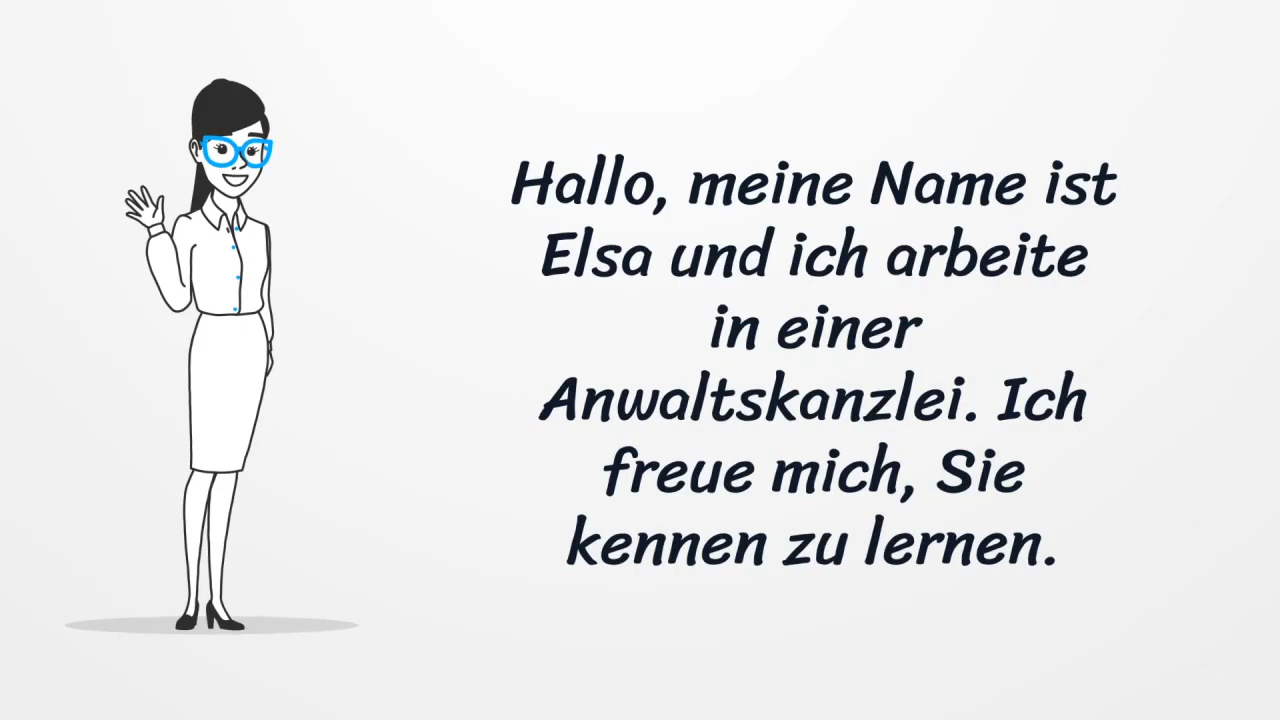 Hallo, meine Name ist
Elsa und ich arbeite
in einer
Anwaltskanzlei. Ich
freue mich, Sie
kennen zu lernen.